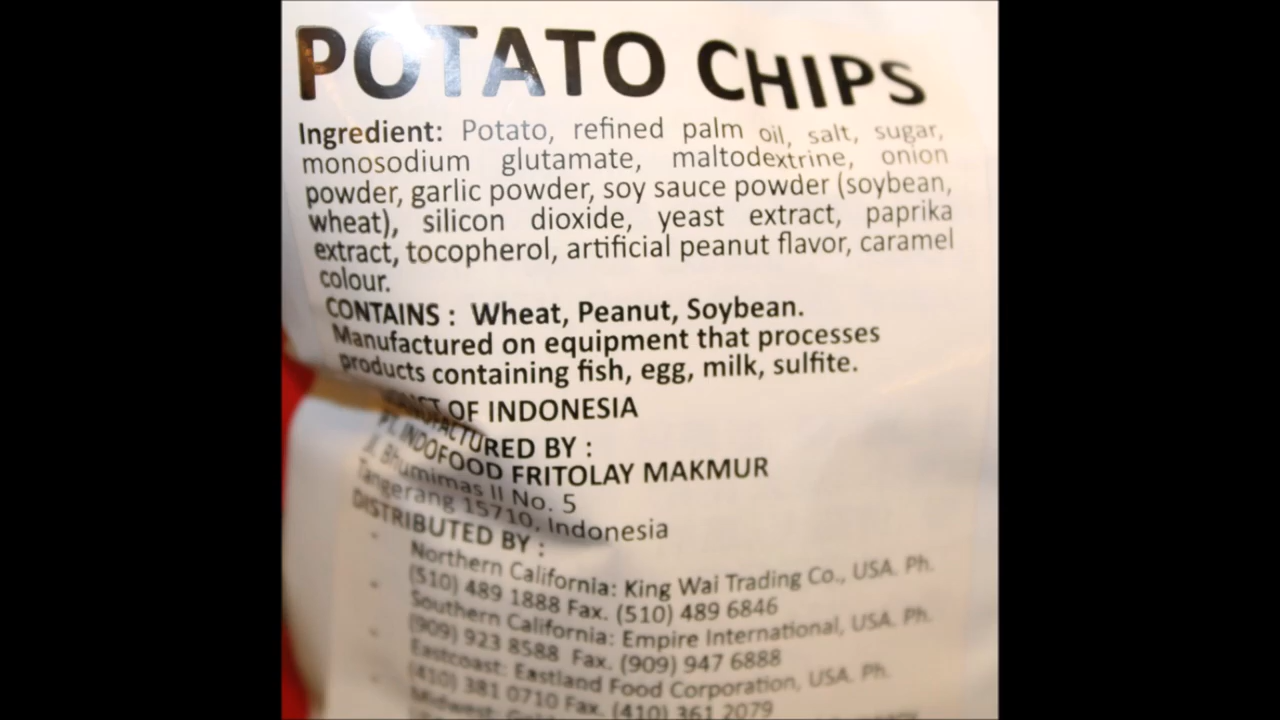 POTATO CHIPS
Ingredient: Potato, refined palm oil, salt, sugar,
monosodium glutamate, maltodextrine, onion
powder, garlic powder, soy sauce powder (soybean,
wheat), silicon dioxide, yeast extract, paprika
extract, tocopherol, artificial peanut flavor, caramel
colour.
CONTAINS : Wheat, Peanut, Soybean.
Manufactured on equipment that processes
products containing fish, egg, milk, sulfite.
OF INDONESIA
MANUFACTURED BY :
PT. INDOFOOD FRITOLAY MAKMUR
Jl. Bhumimas II No. 5
Tangerang 15710, Indonesia
DISTRIBUTED BY :
- Northern California: King Wai Trading Co., USA. Ph.
(510) 489 1888 Fax. (510) 489 6846
- Southern California: Empire International, USA. Ph.
(909) 923 8588 Fax. (909) 947 6888
- Eastcoast: Eastland Food Corporation, USA. Ph.
(410) 381 0710 Fax. (410) 361 2079
- Midwest: